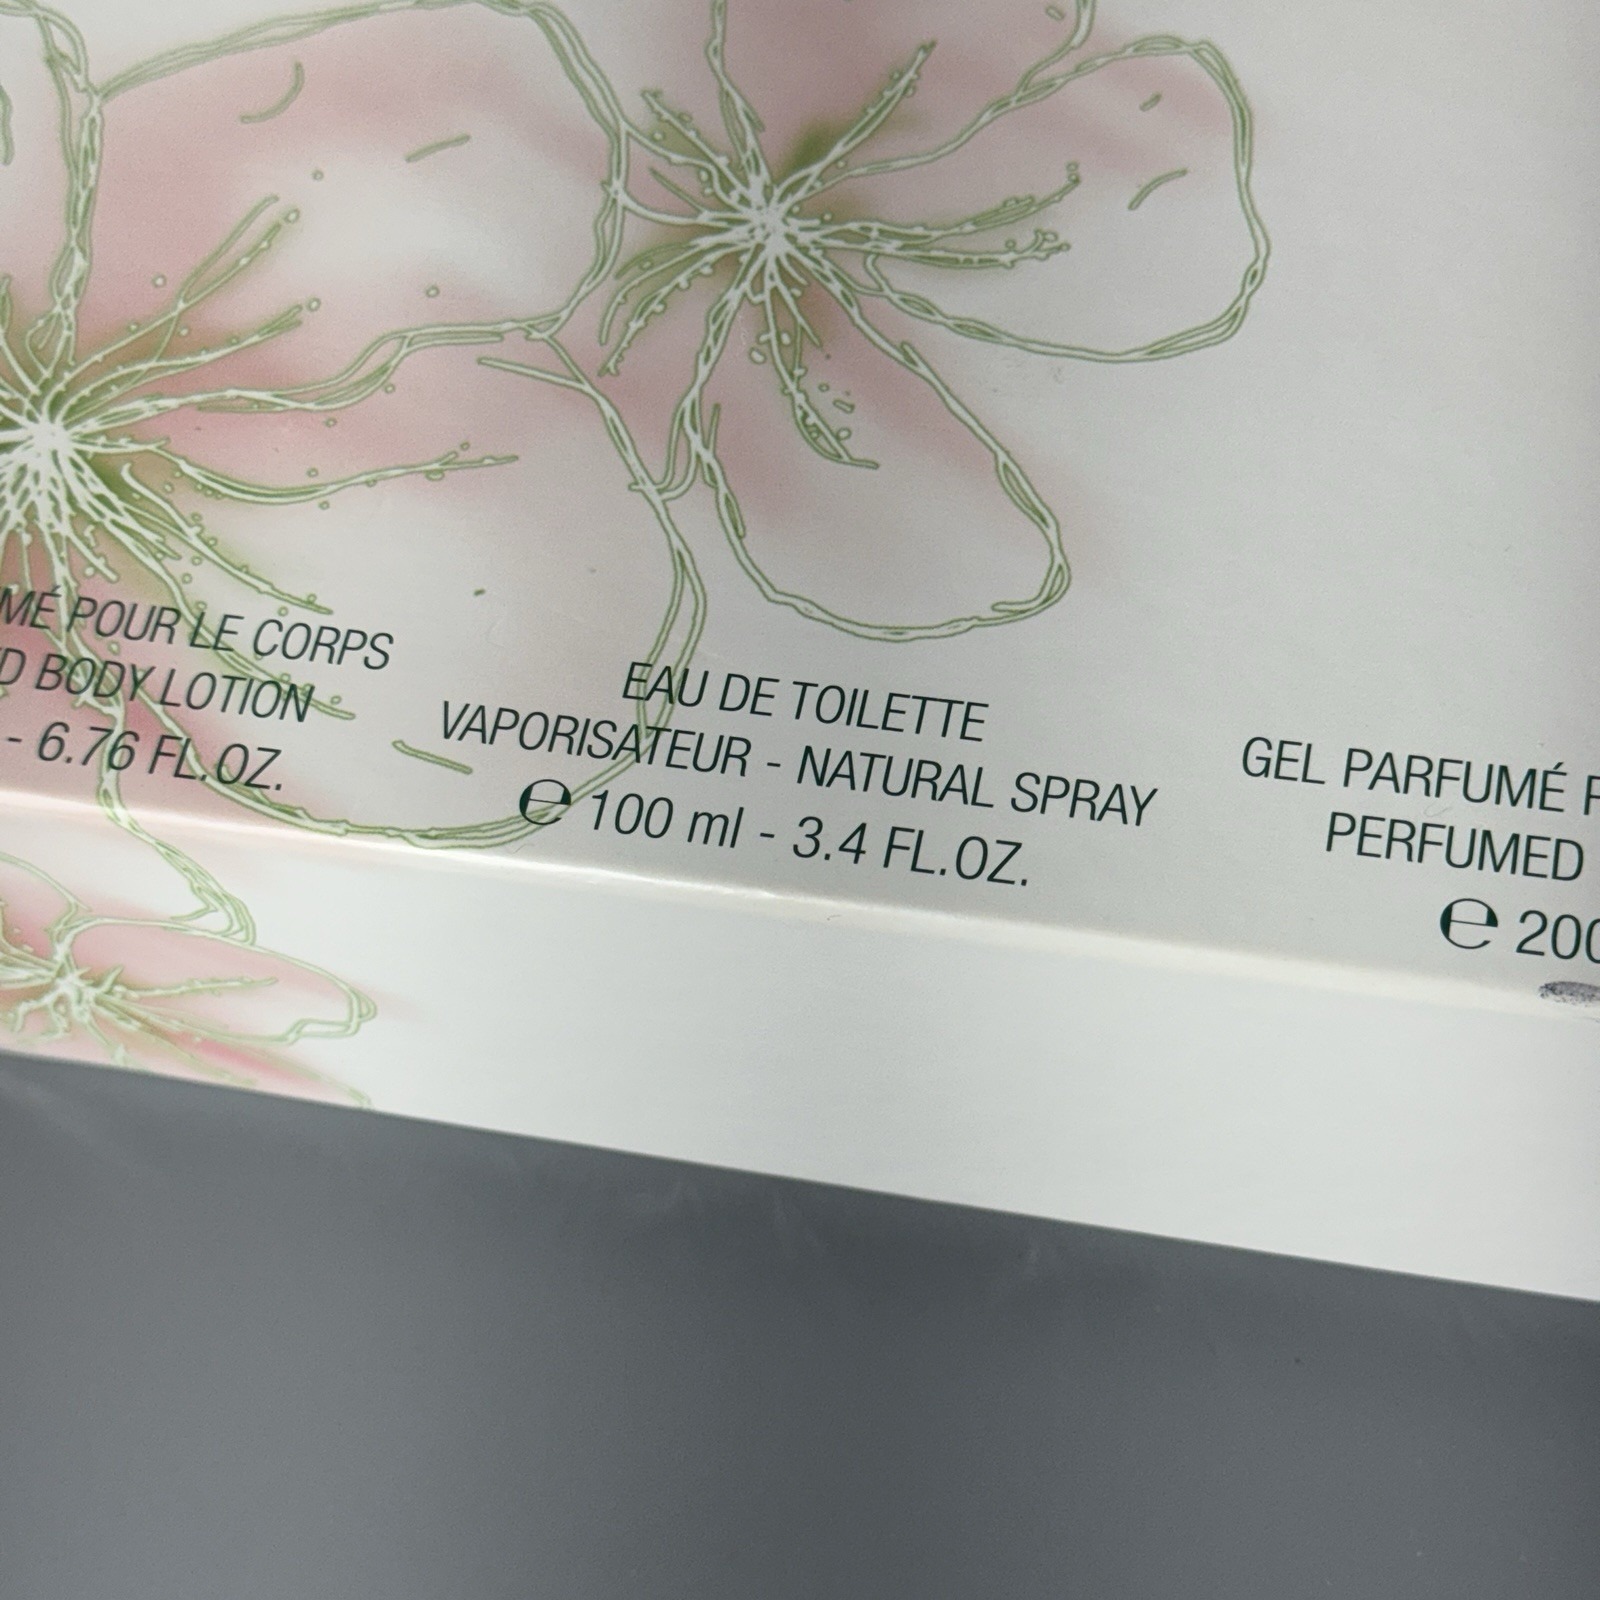 MÉ POUR LE CORPS
D BODY LOTION
- 6.76 FL.OZ.
EAU DE TOILETTE
VAPORISATEUR - NATURAL SPRAY
℮ 100 ml - 3.4 FL.OZ.
GEL PARFUMÉ
PERFUMED
℮ 200